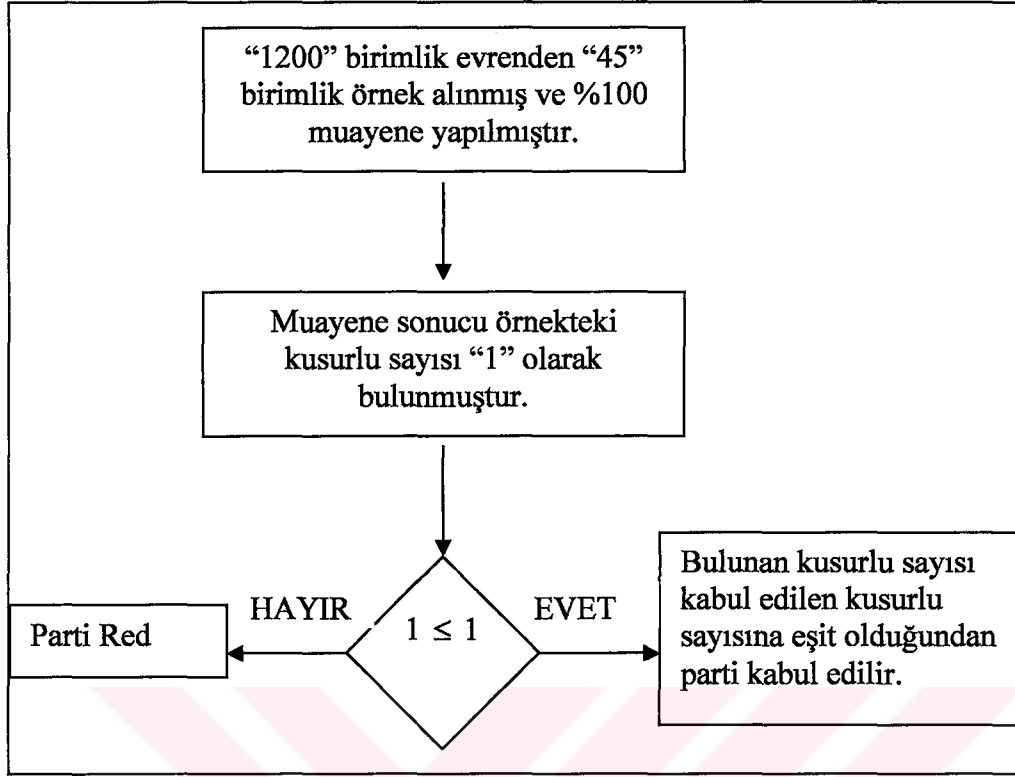 “1200” birimlik evrenden “45”
birimlik örnek alınmış ve %100
muayene yapılmıştır.
Muayene sonucu örnekteki
kusurlu sayısı “1” olarak
bulunmuştur.
Parti Red
HAYIR
1 ≤ 1
EVET
Bulunan kusurlu sayısı
kabul edilen kusurlu
sayısına eşit olduğundan
parti kabul edilir.